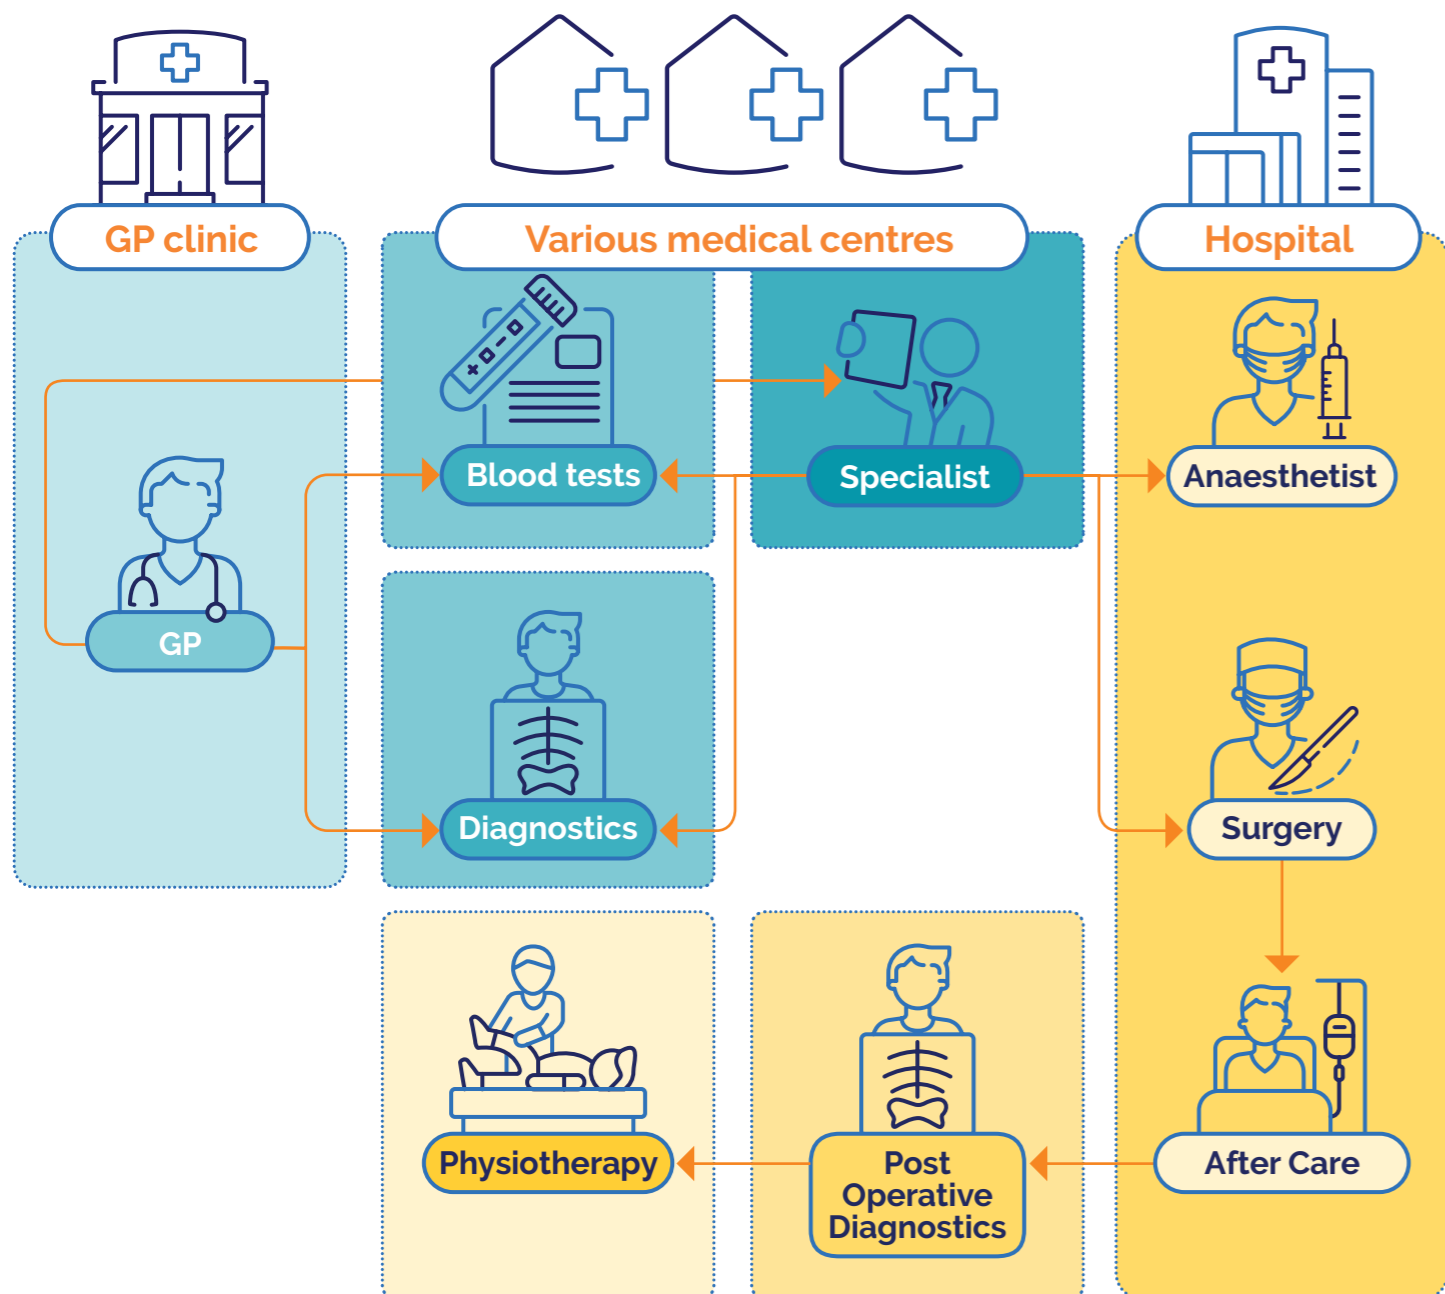 GP clinic
Various medical centres
Hospital
Blood tests
Specialist
Anaesthetist
GP
Diagnostics
Surgery
Physiotherapy
Post
Operative
Diagnostics
After Care